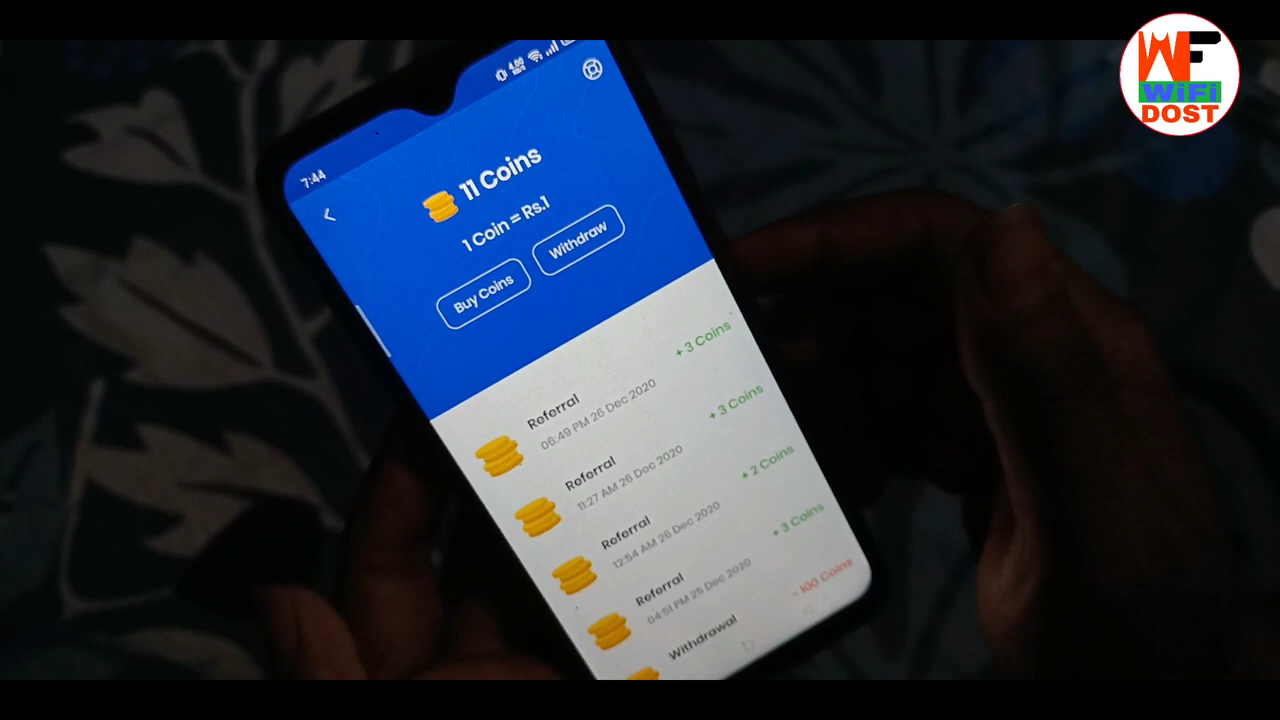 WF
WiFi
DOST
7:44
4.00
11 Coins
1 Coin = Rs.1
Buy Coins
Withdraw
Referral
+ 3 Coins
06:49 PM 26 Dec 2020
Referral
+ 3 Coins
11:27 AM 26 Dec 2020
Referral
+ 2 Coins
12:54 AM 26 Dec 2020
Referral
+ 3 Coins
04:51 PM 25 Dec 2020
Withdrawal
- 100 Coins